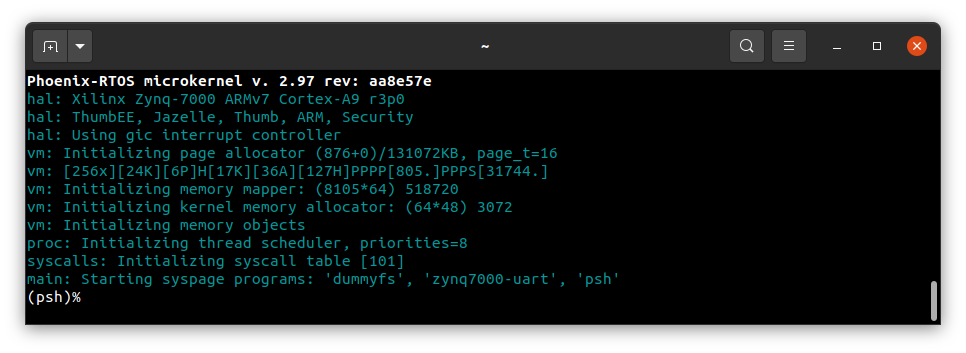 ~
Phoenix-RTOS microkernel v. 2.97 rev: aa8e57e
hal: Xilinx Zynq-7000 ARMv7 Cortex-A9 r3p0
hal: ThumbEE, Jazelle, Thumb, ARM, Security
hal: Using gic interrupt controller
vm: Initializing page allocator (876+0)/131072KB, page_t=16
vm: [256x][24K][6P]H[17K][36A][127H]PPPP[805.]PPPS[31744.]
vm: Initializing memory mapper: (8105*64) 518720
vm: Initializing kernel memory allocator: (64*48) 3072
vm: Initializing memory objects
proc: Initializing thread scheduler, priorities=8
syscalls: Initializing syscall table [101]
main: Starting syspage programs: 'dummyfs', 'zynq7000-uart', 'psh'
(psh)%